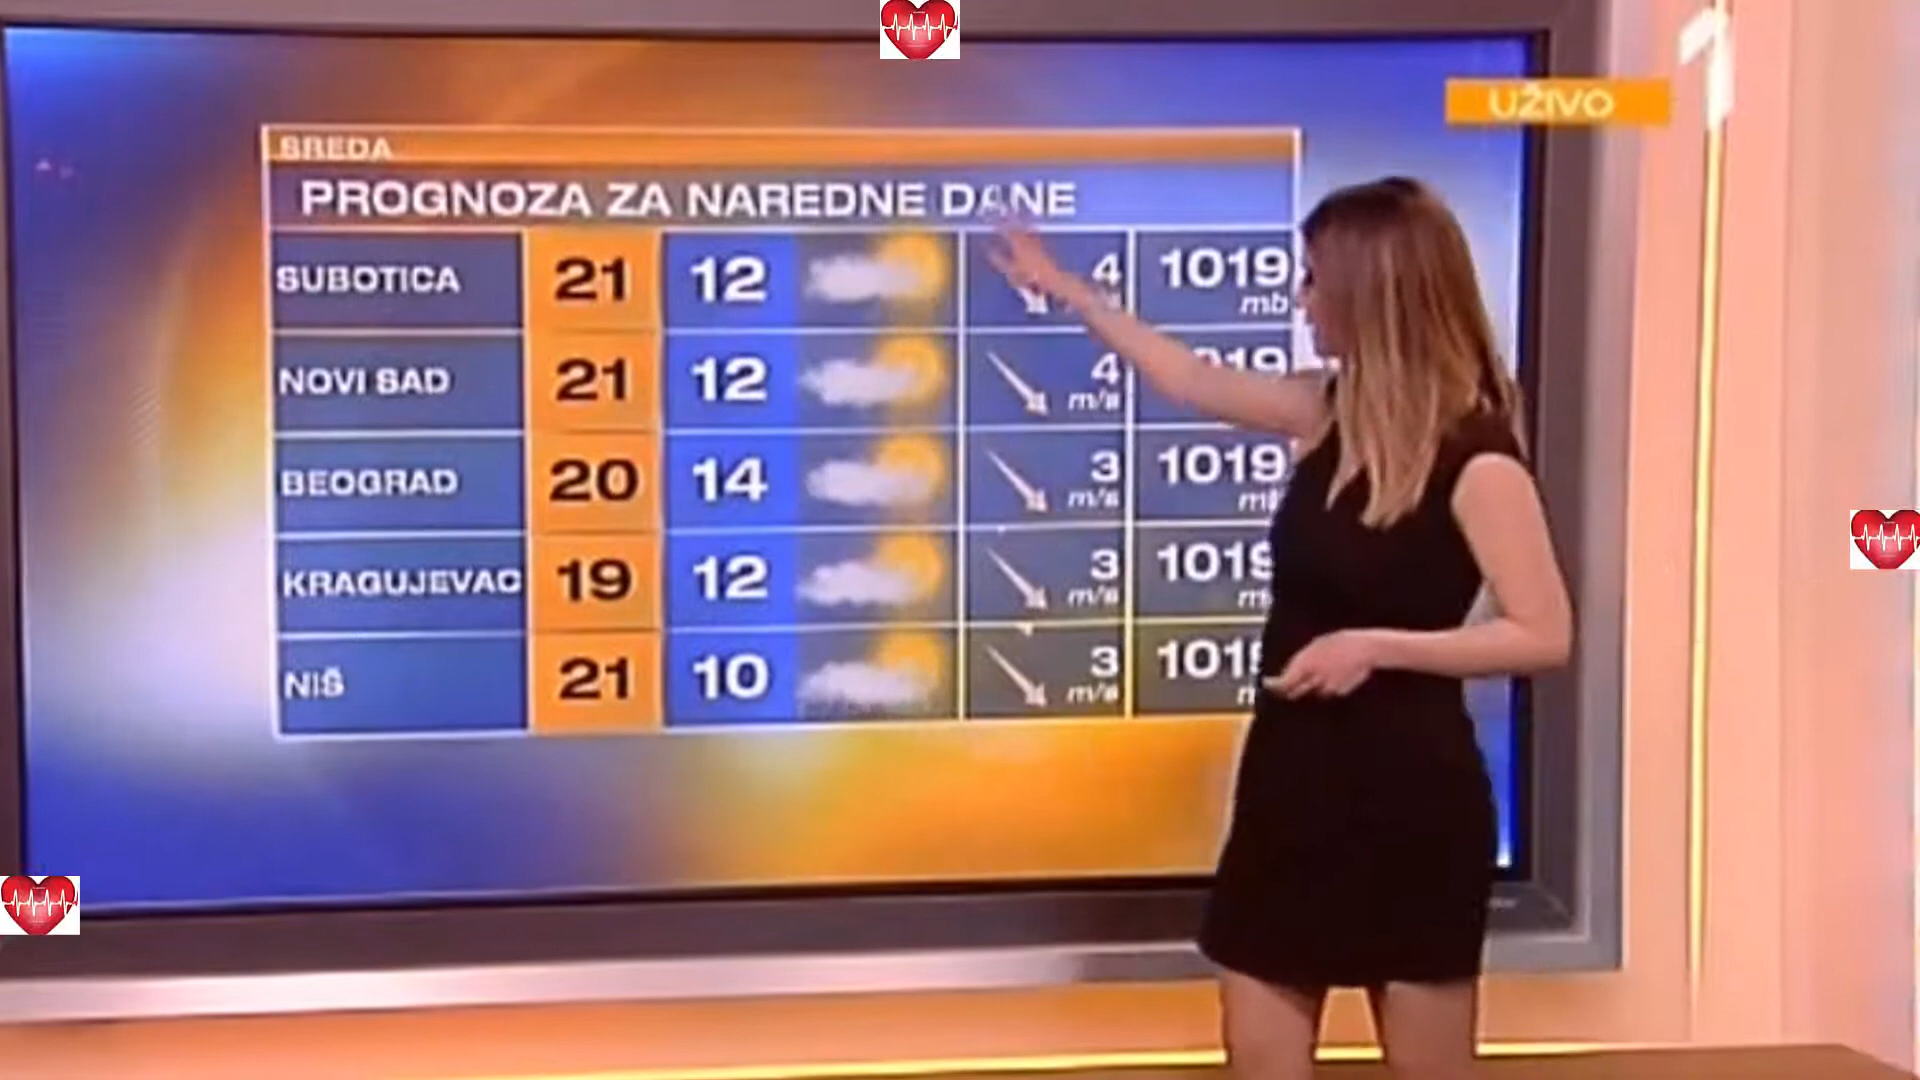 UŽIVO
SREDA
PROGNOZA ZA NAREDNE DANE
SUBOTICA 21 12 4 1019 mb
NOVI SAD 21 12 4 m/s
BEOGRAD 20 14 3 m/s 1019
KRAGUJEVAC 19 12 3 m/s
NIŠ 21 10 3 m/s